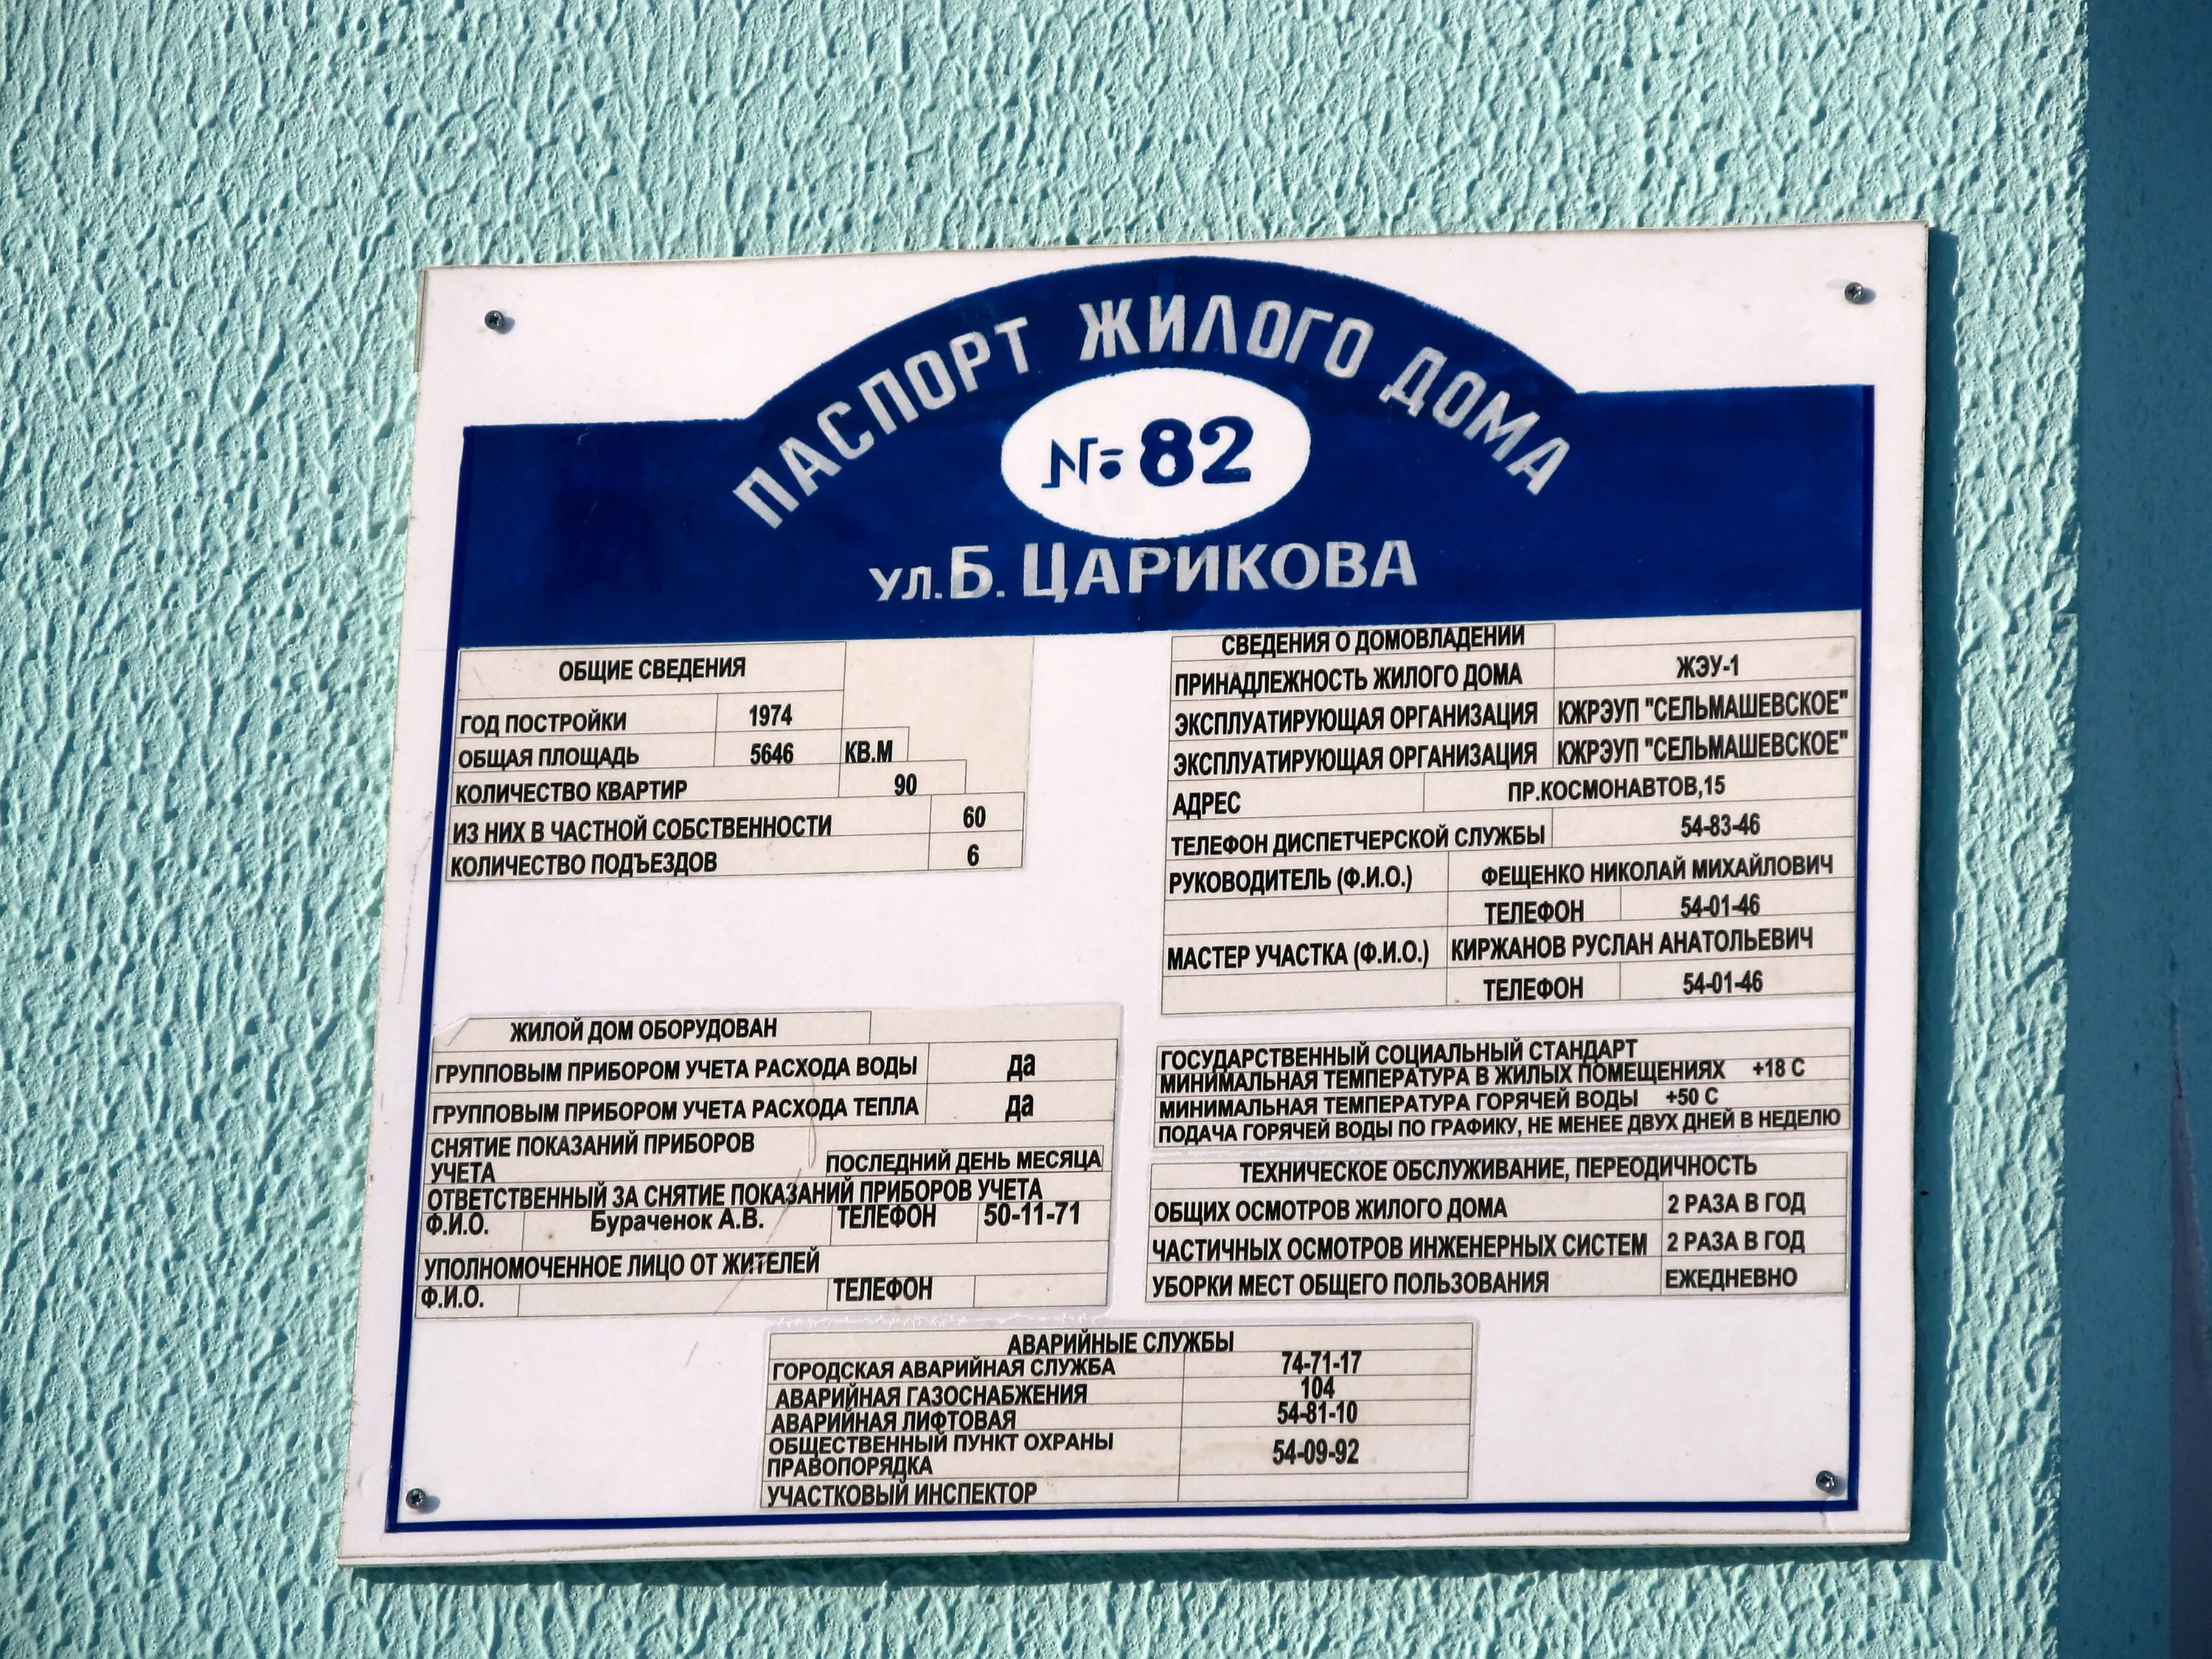 ПАСПОРТ ЖИЛОГО ДОМА
№ 82
УЛ. Б. ЦАРИКОВА
ОБЩИЕ СВЕДЕНИЯ
ГОД ПОСТРОЙКИ 1974
ОБЩАЯ ПЛОЩАДЬ 5646 КВ.М
КОЛИЧЕСТВО КВАРТИР 90
ИЗ НИХ В ЧАСТНОЙ СОБСТВЕННОСТИ 60
КОЛИЧЕСТВО ПОДЪЕЗДОВ 6
СВЕДЕНИЯ О ДОМОВЛАДЕНИИ
ПРИНАДЛЕЖНОСТЬ ЖИЛОГО ДОМА ЖЭУ-1
ЭКСПЛУАТИРУЮЩАЯ ОРГАНИЗАЦИЯ КЖРЭУП "СЕЛЬМАШЕВСКОЕ"
ЭКСПЛУАТИРУЮЩАЯ ОРГАНИЗАЦИЯ КЖРЭУП "СЕЛЬМАШЕВСКОЕ"
АДРЕС ПР.КОСМОНАВТОВ,15
ТЕЛЕФОН ДИСПЕТЧЕРСКОЙ СЛУЖБЫ 54-83-46
РУКОВОДИТЕЛЬ (Ф.И.О.) ФЕЩЕНКО НИКОЛАЙ МИХАЙЛОВИЧ
ТЕЛЕФОН 54-01-46
МАСТЕР УЧАСТКА (Ф.И.О.) КИРЖАНОВ РУСЛАН АНАТОЛЬЕВИЧ
ТЕЛЕФОН 54-01-46
ЖИЛОЙ ДОМ ОБОРУДОВАН
ГРУППОВЫМ ПРИБОРОМ УЧЕТА РАСХОДА ВОДЫ да
ГРУППОВЫМ ПРИБОРОМ УЧЕТА РАСХОДА ТЕПЛА да
СНЯТИЕ ПОКАЗАНИЙ ПРИБОРОВ
УЧЕТА ПОСЛЕДНИЙ ДЕНЬ МЕСЯЦА
ОТВЕТСТВЕННЫЙ ЗА СНЯТИЕ ПОКАЗАНИЙ ПРИБОРОВ УЧЕТА
Ф.И.О. Бураченок А.В. ТЕЛЕФОН 50-11-71
УПОЛНОМОЧЕННОЕ ЛИЦО ОТ ЖИТЕЛЕЙ
Ф.И.О. ТЕЛЕФОН
ГОСУДАРСТВЕННЫЙ СОЦИАЛЬНЫЙ СТАНДАРТ
МИНИМАЛЬНАЯ ТЕМПЕРАТУРА В ЖИЛЫХ ПОМЕЩЕНИЯХ +18 С
МИНИМАЛЬНАЯ ТЕМПЕРАТУРА ГОРЯЧЕЙ ВОДЫ +50 С
ПОДАЧА ГОРЯЧЕЙ ВОДЫ ПО ГРАФИКУ, НЕ МЕНЕЕ ДВУХ ДНЕЙ В НЕДЕЛЮ
ТЕХНИЧЕСКОЕ ОБСЛУЖИВАНИЕ, ПЕРЕОДИЧНОСТЬ
ОБЩИХ ОСМОТРОВ ЖИЛОГО ДОМА 2 РАЗА В ГОД
ЧАСТИЧНЫХ ОСМОТРОВ ИНЖЕНЕРНЫХ СИСТЕМ 2 РАЗА В ГОД
УБОРКИ МЕСТ ОБЩЕГО ПОЛЬЗОВАНИЯ ЕЖЕДНЕВНО
АВАРИЙНЫЕ СЛУЖБЫ
ГОРОДСКАЯ АВАРИЙНАЯ СЛУЖБА 74-71-17
АВАРИЙНАЯ ГАЗОСНАБЖЕНИЯ 104
АВАРИЙНАЯ ЛИФТОВАЯ 54-81-10
ОБЩЕСТВЕННЫЙ ПУНКТ ОХРАНЫ
ПРАВОПОРЯДКА 54-09-92
УЧАСТКОВЫЙ ИНСПЕКТОР